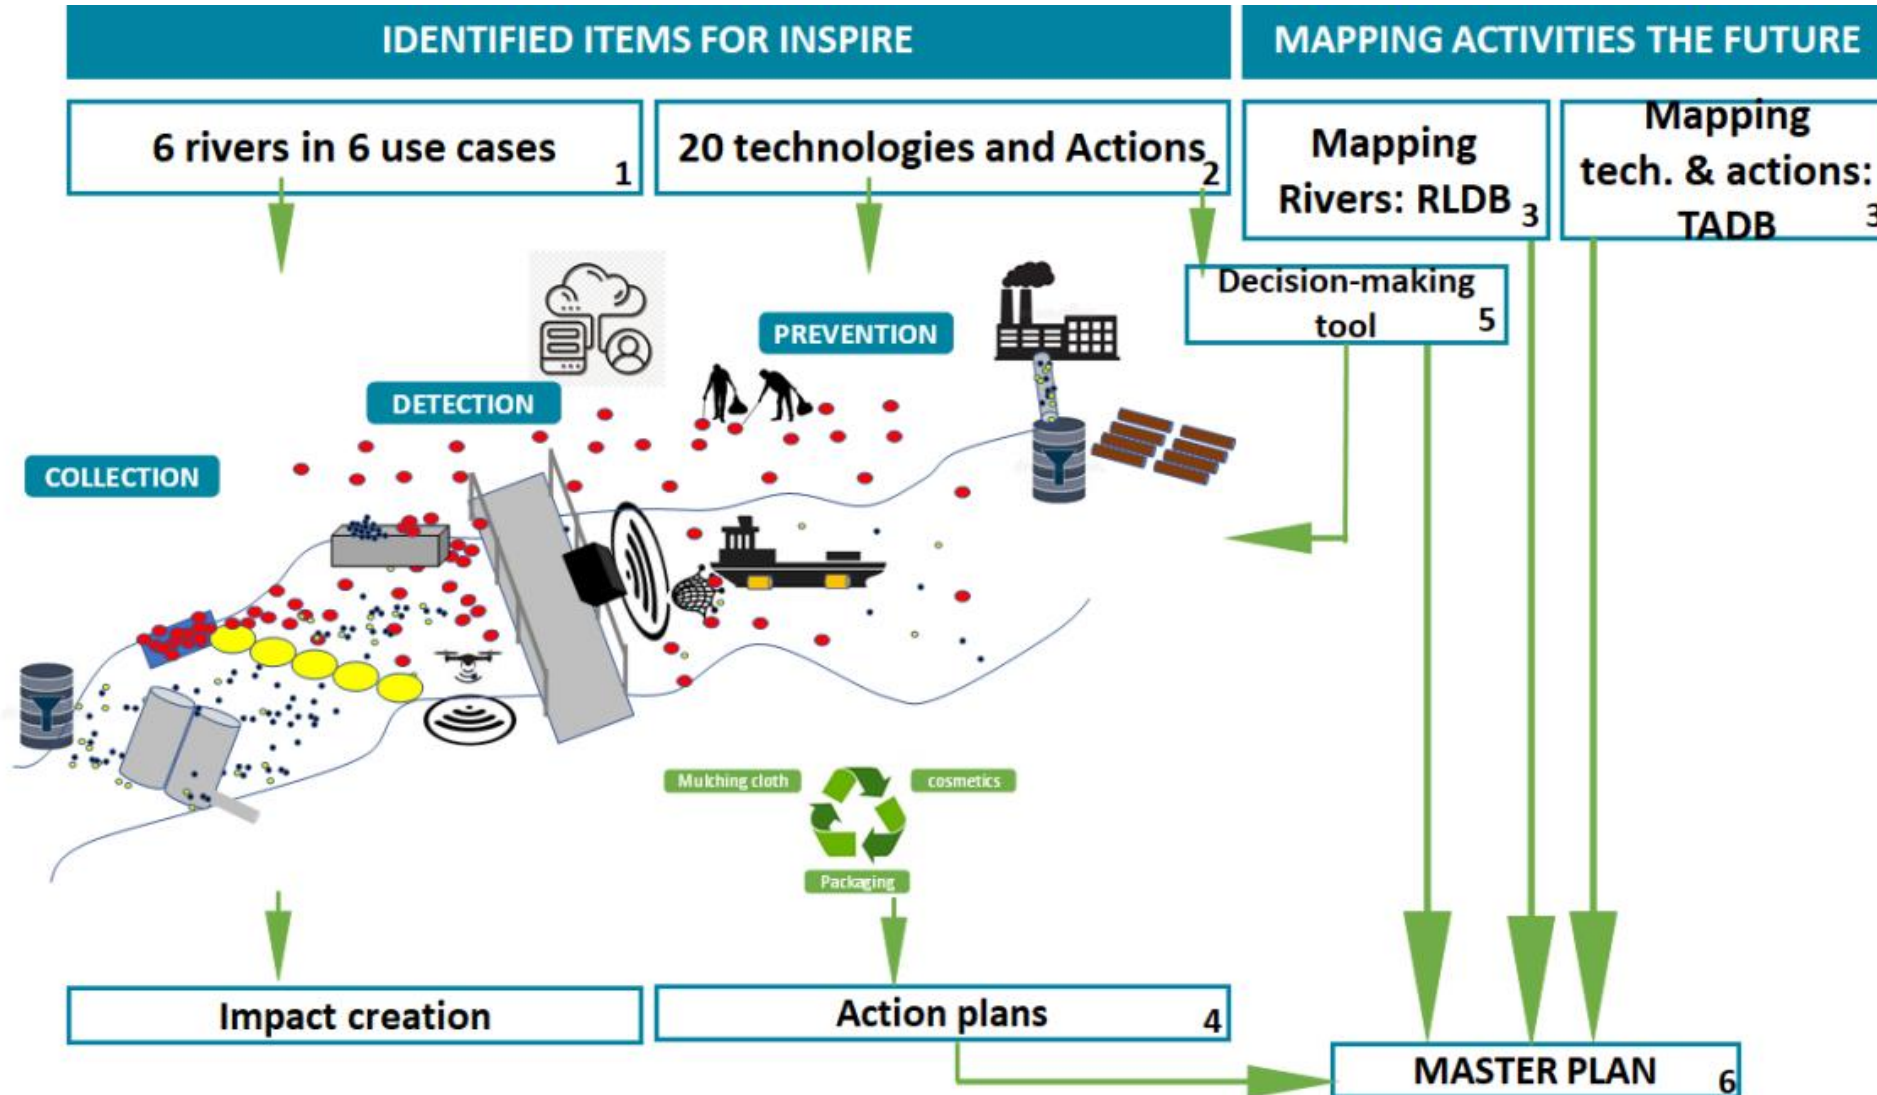 IDENTIFIED ITEMS FOR INSPIRE
MAPPING ACTIVITIES THE FUTURE
6 rivers in 6 use cases
1
20 technologies and Actions
2
Mapping
Rivers: RLDB
3
Mapping
tech. & actions:
TADB
3
Decision-making
tool
5
PREVENTION
DETECTION
COLLECTION
Mulching cloth
cosmetics
Packaging
Impact creation
Action plans
4
MASTER PLAN
6